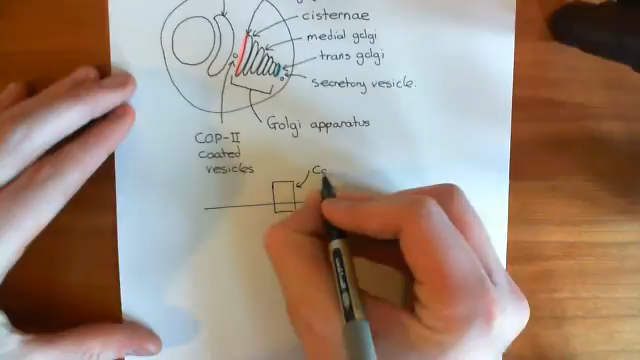 cisternae
medial golgi
trans golgi
secretory vesicle.
Golgi apparatus
COP-II
coated
vesicles